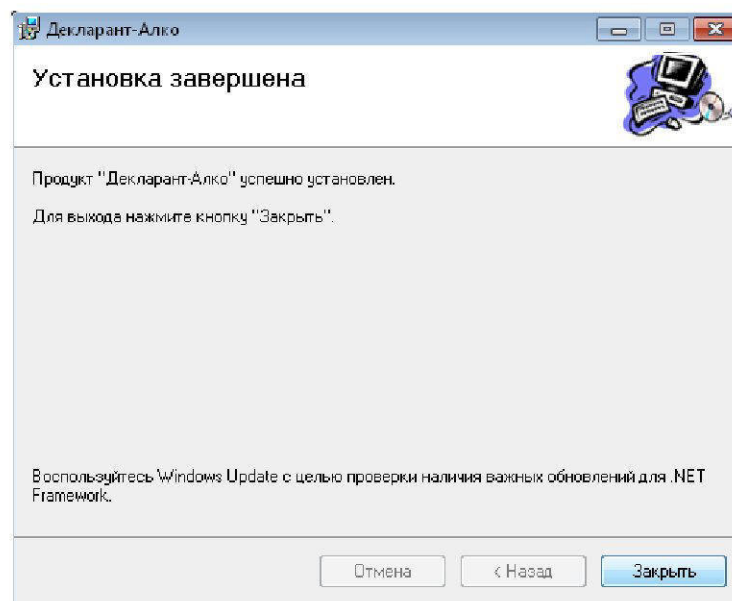 Декларант-Алко
Установка завершена
Продукт "Декларант-Алко" успешно установлен.
Для выхода нажмите кнопку "Закрыть".
Воспользуйтесь Windows Update с целью проверки наличия важных обновлений для .NET
Framework.
Отмена
< Назад
Закрыть